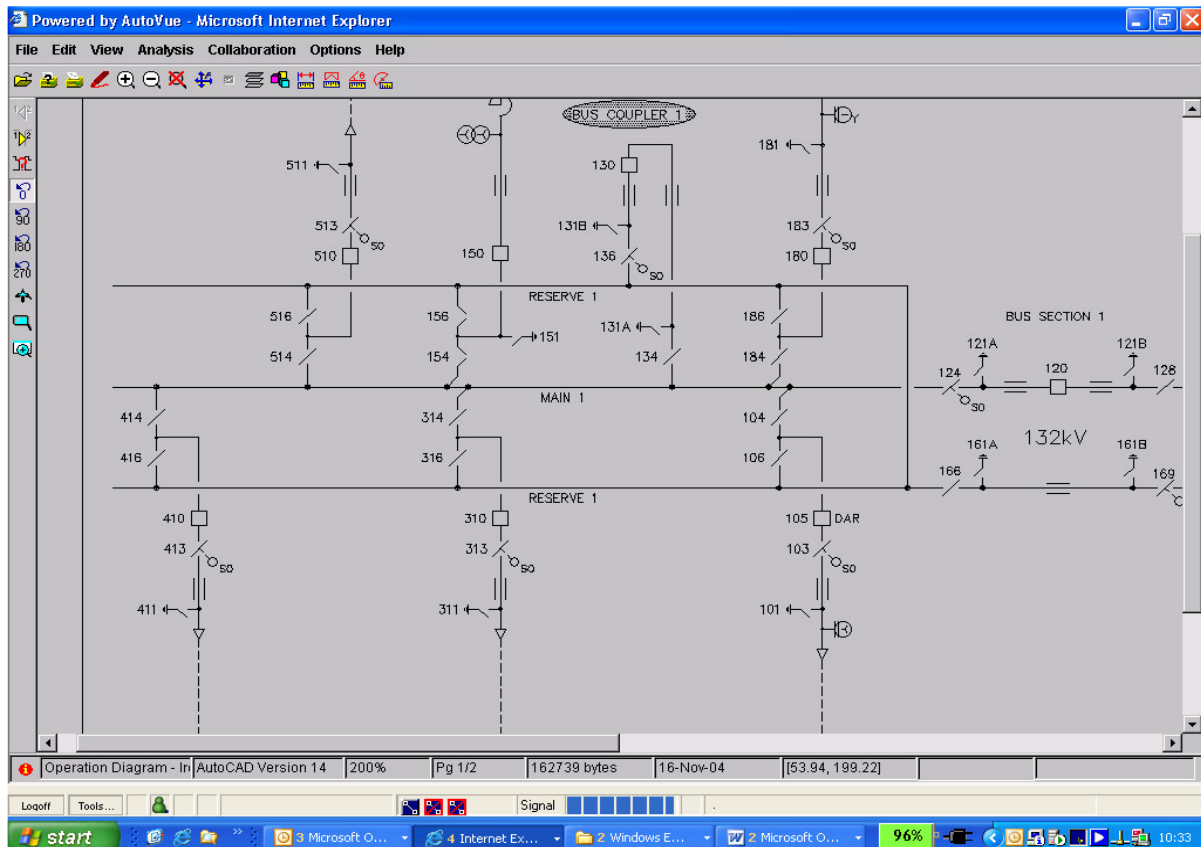 Powered by AutoVue - Microsoft Internet Explorer
File Edit View Analysis Collaboration Options Help
BUS COUPLER 1
Y
181
511
130
513
SO
131B
183
SO
510
150
136
SO
180
RESERVE 1
516
156
151
131A
186
BUS SECTION 1
514
154
134
184
121A
121B
124
120
128
SO
MAIN 1
414
314
104
132kV
416
316
106
161A
161B
166
169
RESERVE 1
410
310
105
DAR
413
SO
313
SO
103
SO
411
311
101
0
90
180
270
Operation Diagram - Ir AutoCAD Version 14 200% Pg 1/2 162739 bytes 16-Nov-04 [53.94, 199.22]
Logoff Tools... Signal
start 3 Microsoft O... 4 Internet Ex... 2 Windows E... 2 Microsoft O... 96% 10:33